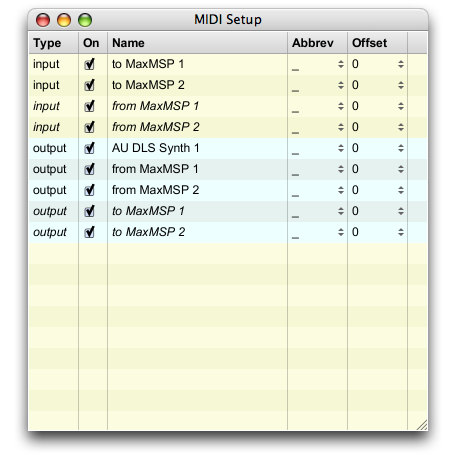 MIDI Setup
Type On Name Abbrev Offset
input to MaxMSP 1 _ 0
input to MaxMSP 2 _ 0
input from MaxMSP 1 _ 0
input from MaxMSP 2 _ 0
output AU DLS Synth 1 _ 0
output from MaxMSP 1 _ 0
output from MaxMSP 2 _ 0
output to MaxMSP 1 _ 0
output to MaxMSP 2 _ 0